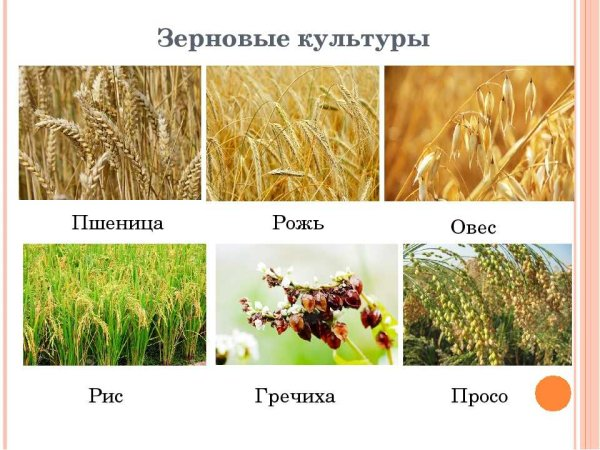 Зерновые культуры
Пшеница
Рожь
Овес
Рис
Гречиха
Просо